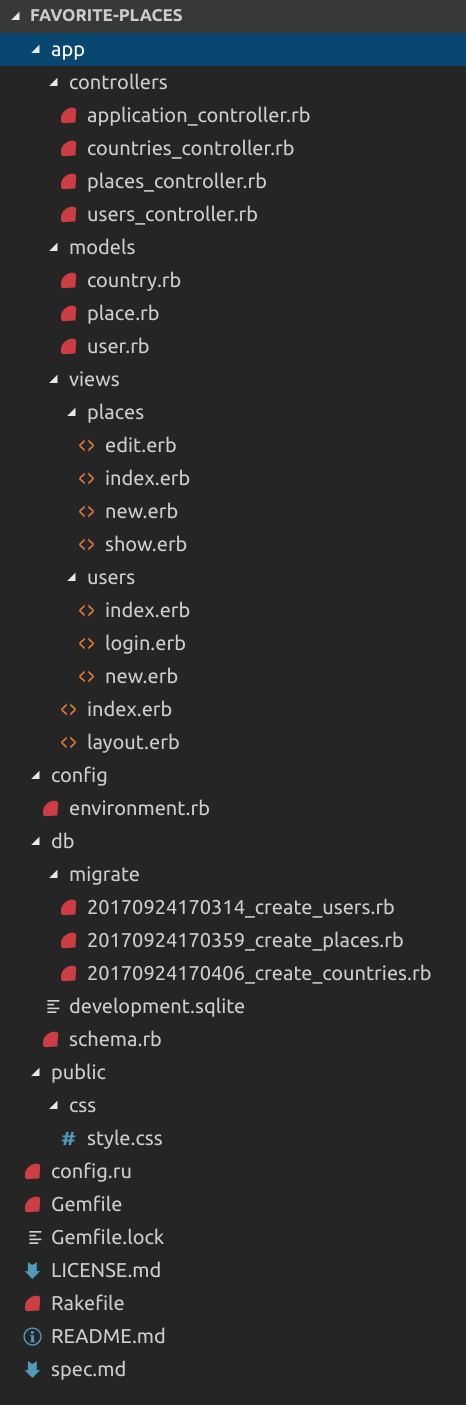 FAVORITE-PLACES
app
controllers
application_controller.rb
countries_controller.rb
places_controller.rb
users_controller.rb
models
country.rb
place.rb
user.rb
views
places
edit.erb
index.erb
new.erb
show.erb
users
index.erb
login.erb
new.erb
index.erb
layout.erb
config
environment.rb
db
migrate
20170924170314_create_users.rb
20170924170359_create_places.rb
20170924170406_create_countries.rb
development.sqlite
schema.rb
public
css
style.css
config.ru
Gemfile
Gemfile.lock
LICENSE.md
Rakefile
README.md
spec.md